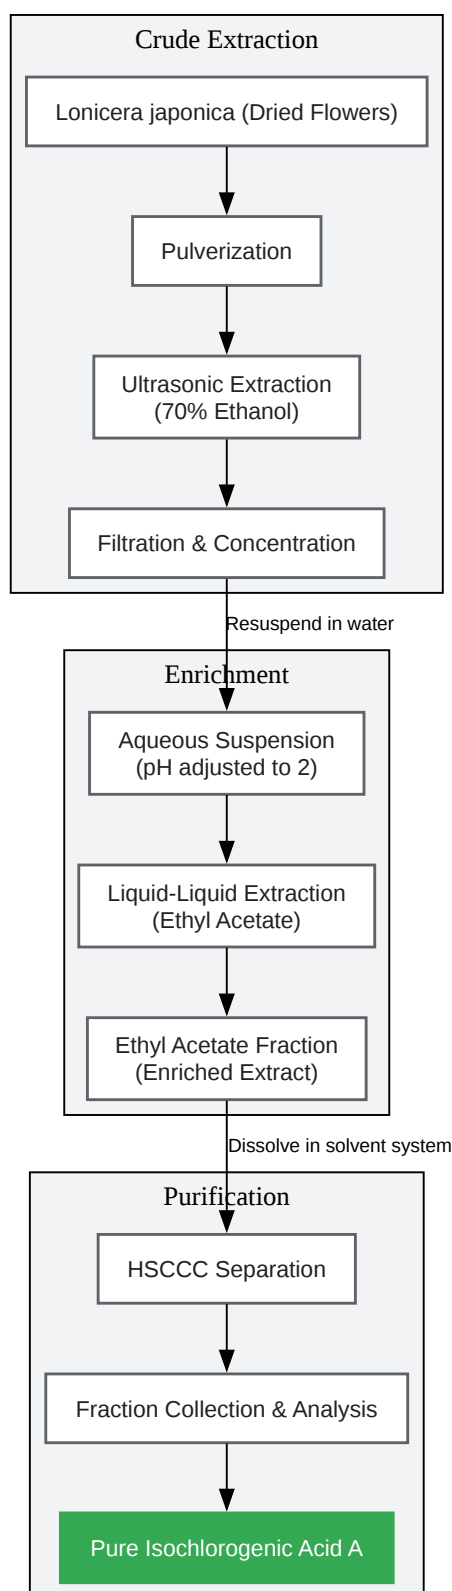 Crude Extraction
Lonicera japonica (Dried Flowers)
Pulverization
Ultrasonic Extraction
(70% Ethanol)
Filtration & Concentration
Resuspend in water
Enrichment
Aqueous Suspension
(pH adjusted to 2)
Liquid-Liquid Extraction
(Ethyl Acetate)
Ethyl Acetate Fraction
(Enriched Extract)
Dissolve in solvent system
Purification
HSCCC Separation
Fraction Collection & Analysis
Pure Isochlorogenic Acid A